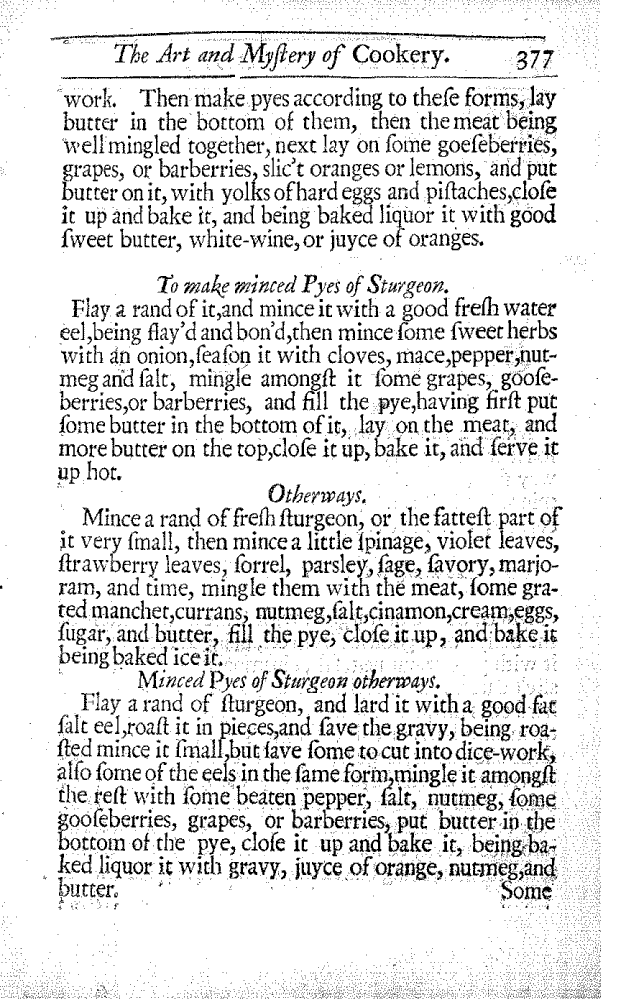 The Art and Myſtery of Cookery. 377
work. Then make pyes according to theſe forms, lay
butter in the bottom of them, then the meat being
well mingled together, next lay on ſome goeſeberries,
grapes, or barberries, ſlic't oranges or lemons, and put
butter on it, with yolks of hard eggs and piſtaches,cloſe
it up and bake it, and being baked liquor it with good
ſweet butter, white-wine, or juyce of oranges.
To make minced Pyes of Sturgeon.
Flay a rand of it,and mince it with a good freſh water
eel,being flay'd and bon'd,then mince ſome ſweet herbs
with an onion,ſeaſon it with cloves, mace,pepper,nut-
meg and ſalt, mingle amongſt it ſome grapes, gooſe-
berries,or barberries, and fill the pye,having firſt put
ſome butter in the bottom of it, lay on the meat, and
more butter on the top,cloſe it up, bake it, and ſerve it
up hot.
Otherways.
Mince a rand of freſh ſturgeon, or the fatteſt part of
it very ſmall, then mince a little ſpinage, violet leaves,
ſtrawberry leaves, ſorrel, parsley, ſage, ſavory, marjo-
ram, and time, mingle them with the meat, ſome gra-
ted manchet,currans, nutmeg,ſalt,cinamon,cream,eggs,
ſugar, and butter, fill the pye, cloſe it up, and bake it
being baked ice it.
Minced Pyes of Sturgeon otherways.
Flay a rand of ſturgeon, and lard it with a good fat
ſalt eel,roaſt it in pieces,and ſave the gravy, being roa-
ſted mince it ſmall,but ſave ſome to cut into dice-work,
alſo ſome of the eels in the ſame form,mingle it amongſt
the reſt with ſome beaten pepper, ſalt, nutmeg, ſome
gooſeberries, grapes, or barberries, put butter in the
bottom of the pye, cloſe it up and bake it, being ba-
ked liquor it with gravy, juyce of orange, nutmeg,and
butter. Some